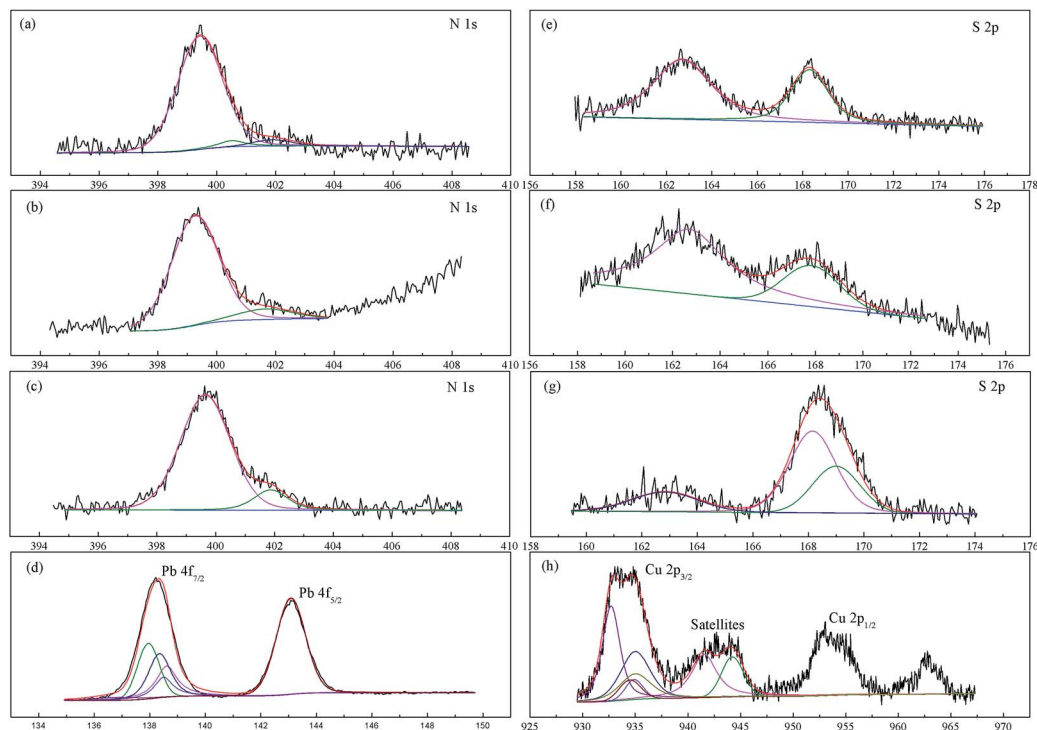 (a) N 1s
394 396 398 400 402 404 406 408 410
(e) S 2p
156 158 160 162 164 166 168 170 172 174 176 178
(b) N 1s
394 396 398 400 402 404 406 408 410
(f) S 2p
156 158 160 162 164 166 168 170 172 174 176
(c) N 1s
394 396 398 400 402 404 406 408 410
(g) S 2p
158 160 162 164 166 168 170 172 174 176
(d) Pb 4f7/2
Pb 4f5/2
134 136 138 140 142 144 146 148 150
(h) Cu 2p3/2
Satellites Cu 2p1/2
925 930 935 940 945 950 955 960 965 970